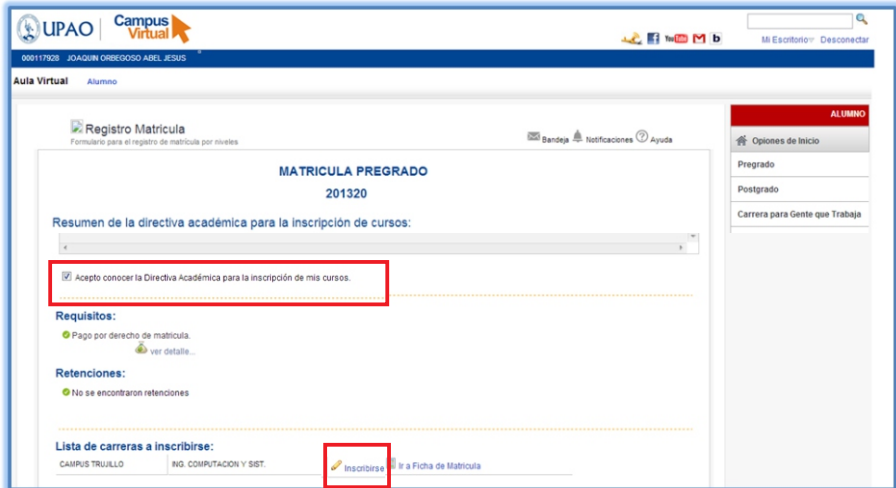 UPAO Campus Virtual
You Tube b
Mi Escritorio Desconectar
000117928 JOAQUIN ORBEGOSO ABEL JESUS
Aula Virtual Alumno
ALUMNO
Registro Matricula
Formulario para el registro de matrícula por niveles
Bandeja Notificaciones ? Ayuda
Opiones de Inicio
Pregrado
Postgrado
Carrera para Gente que Trabaja
MATRICULA PREGRADO
201320
Resumen de la directiva académica para la inscripción de cursos:
Acepto conocer la Directiva Académica para la inscripción de mis cursos.
Requisitos:
Pago por derecho de matricula.
ver detalle...
Retenciones:
No se encontraron retenciones
Lista de carreras a inscribirse:
CAMPUS TRUJILLO ING. COMPUTACION Y SIST. Inscribirse Ir a Ficha de Matricula